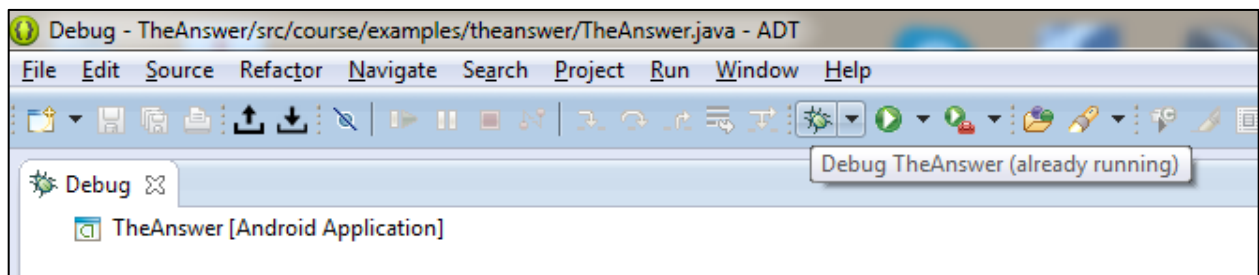 Debug - TheAnswer/src/course/examples/theanswer/TheAnswer.java - ADT
File Edit Source Refactor Navigate Search Project Run Window Help
Debug TheAnswer (already running)
Debug
TheAnswer [Android Application]